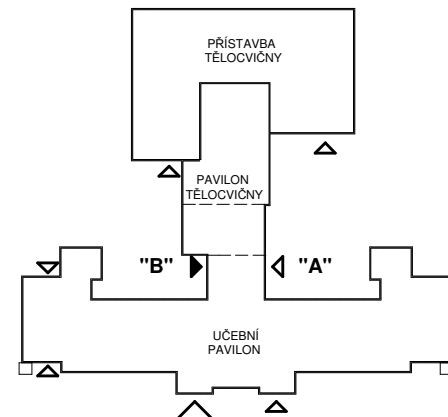 PŘÍSTAVBA
TĚLOCVIČNY
PAVILON
TĚLOCVIČNY
"B" "A"
UČEBNÍ
PAVILON